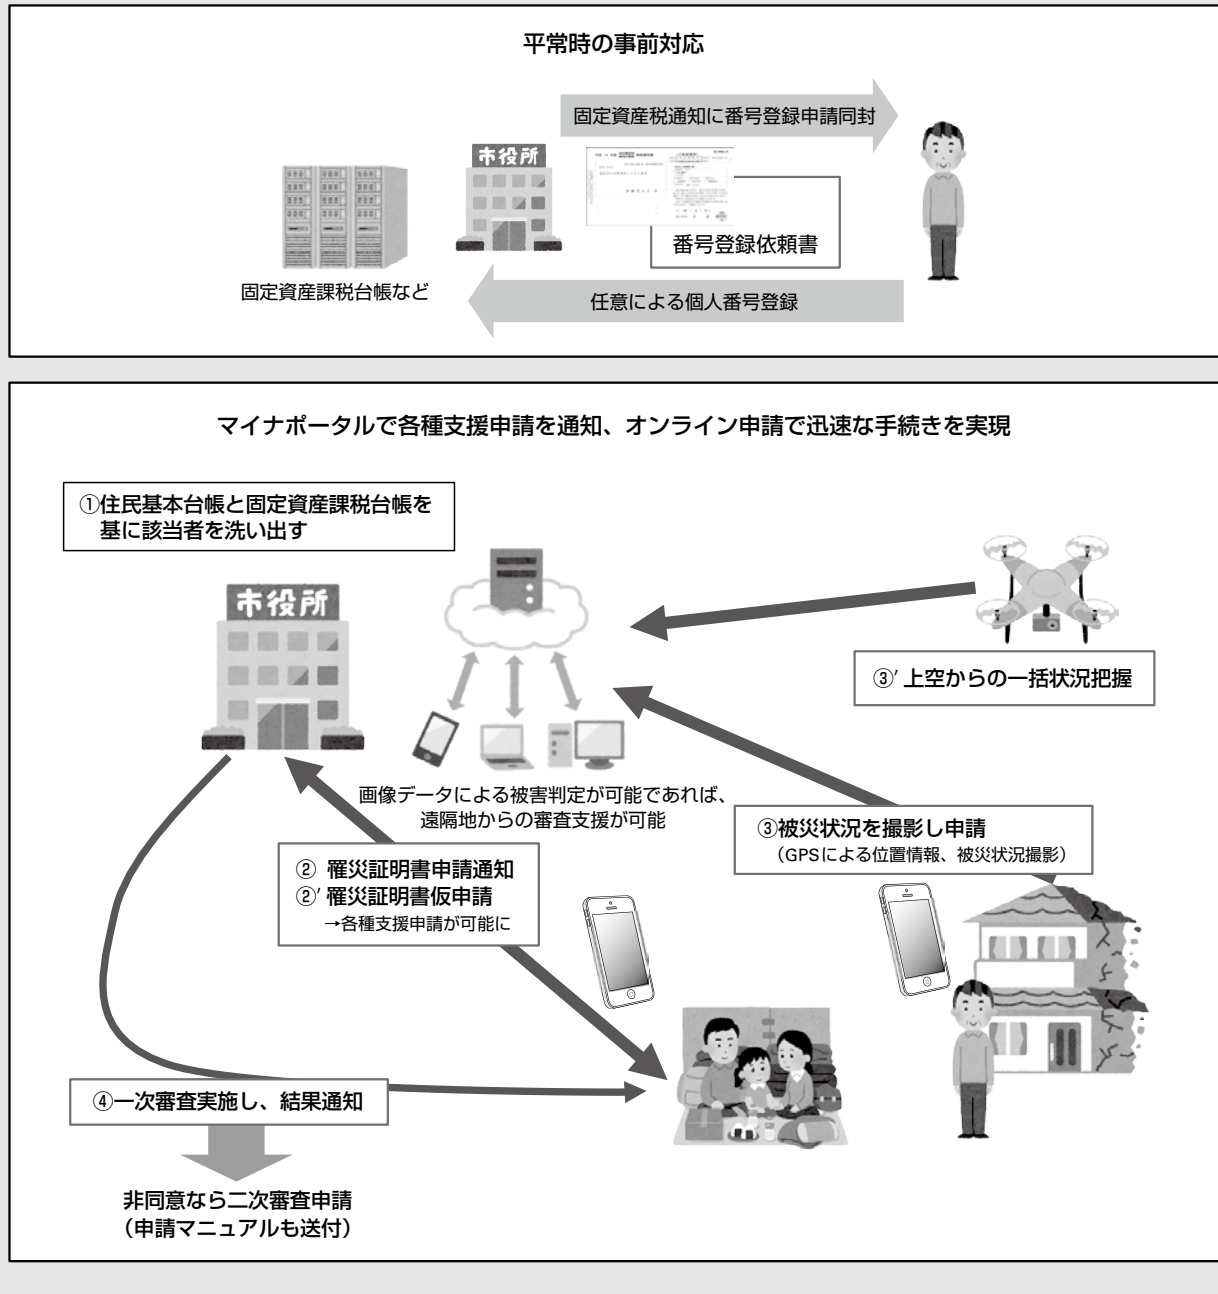 平常時の事前対応
固定資産税通知に番号登録申請同封
市役所
番号登録依頼書
固定資産課税台帳など
任意による個人番号登録
マイナポータルで各種支援申請を通知、オンライン申請で迅速な手続きを実現
①住民基本台帳と固定資産課税台帳を
基に該当者を洗い出す
市役所
③′上空からの一括状況把握
画像データによる被害判定が可能であれば、
遠隔地からの審査支援が可能
③被災状況を撮影し申請
（GPSによる位置情報、被災状況撮影）
② 罹災証明書申請通知
②′罹災証明書仮申請
→各種支援申請が可能に
④一次審査実施し、結果通知
非同意なら二次審査申請
（申請マニュアルも送付）